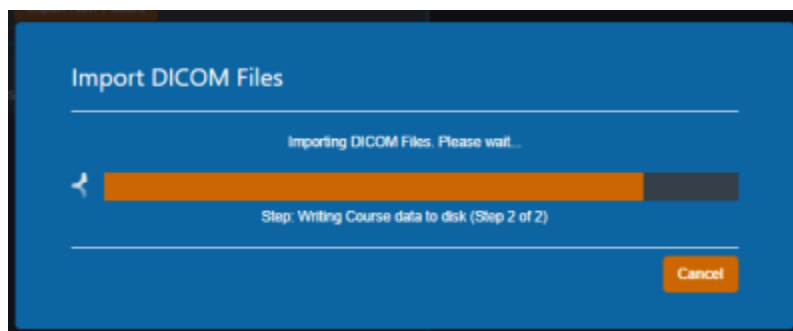 Import DICOM Files
Importing DICOM Files. Please wait...
Step: Writing Course data to disk (Step 2 of 2)
Cancel